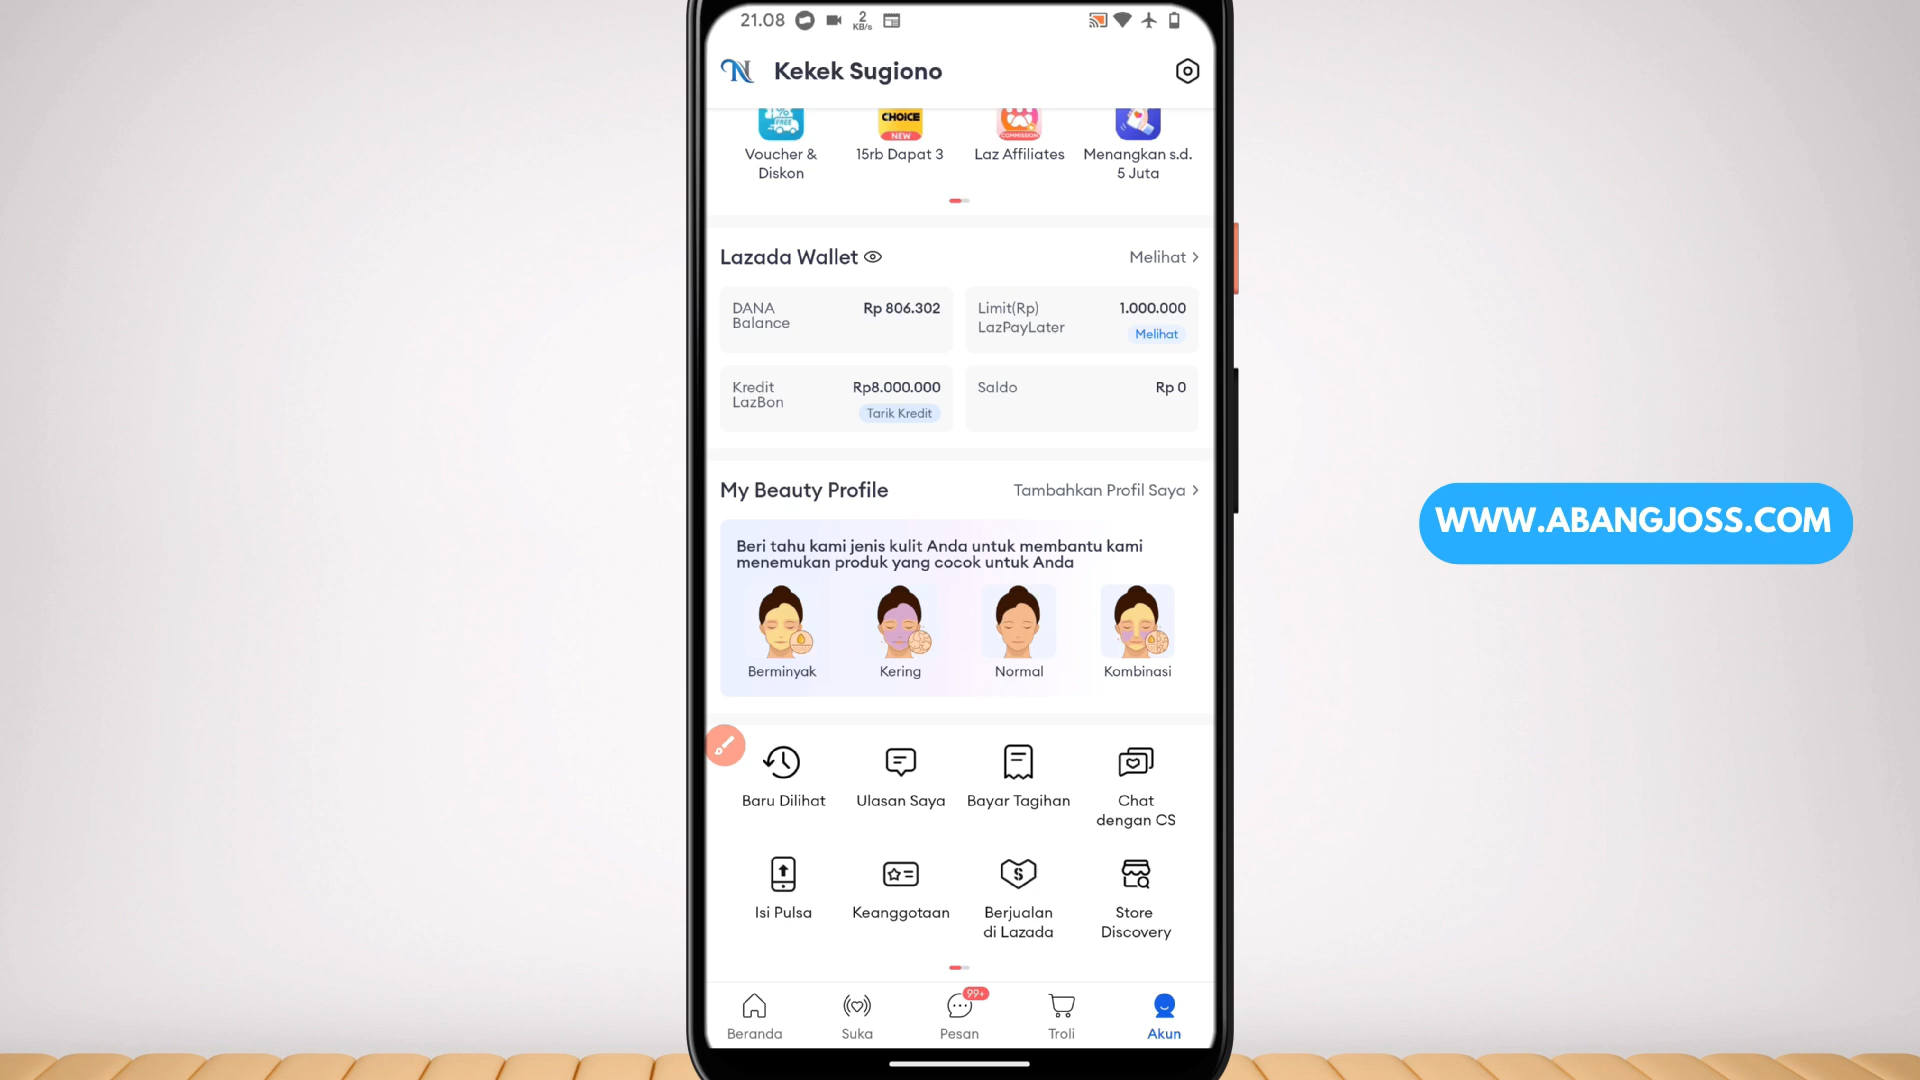 21.08
2
KB/s
N Kekek Sugiono
FREE
CHOICE
NEW
COMMISSION
Voucher &
Diskon
15rb Dapat 3
Laz Affiliates
Menangkan s.d.
5 Juta
Lazada Wallet
Melihat >
DANA
Balance
Rp 806.302
Limit(Rp)
LazPayLater
1.000.000
Melihat
Kredit
LazBon
Rp8.000.000
Tarik Kredit
Saldo
Rp 0
My Beauty Profile
Tambahkan Profil Saya >
Beri tahu kami jenis kulit Anda untuk membantu kami
menemukan produk yang cocok untuk Anda
Berminyak
Kering
Normal
Kombinasi
Baru Dilihat
Ulasan Saya
Bayar Tagihan
Chat
dengan CS
Isi Pulsa
Keanggotaan
Berjualan
di Lazada
Store
Discovery
99+
Beranda
Suka
Pesan
Troli
Akun
WWW.ABANGJOSS.COM